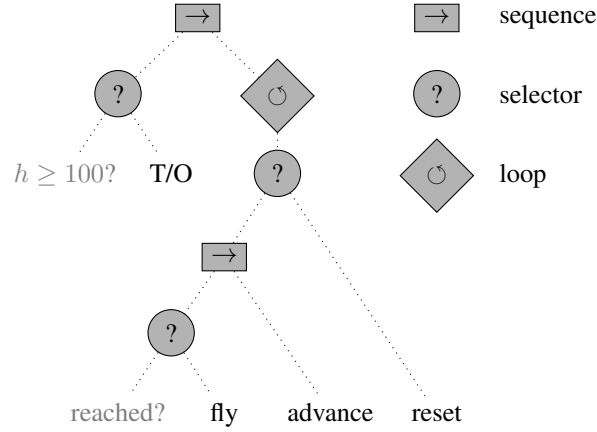 → → sequence
? ↺ ? selector
h ≥ 100? T/O ? ↺ loop
→
?
reached? fly advance reset